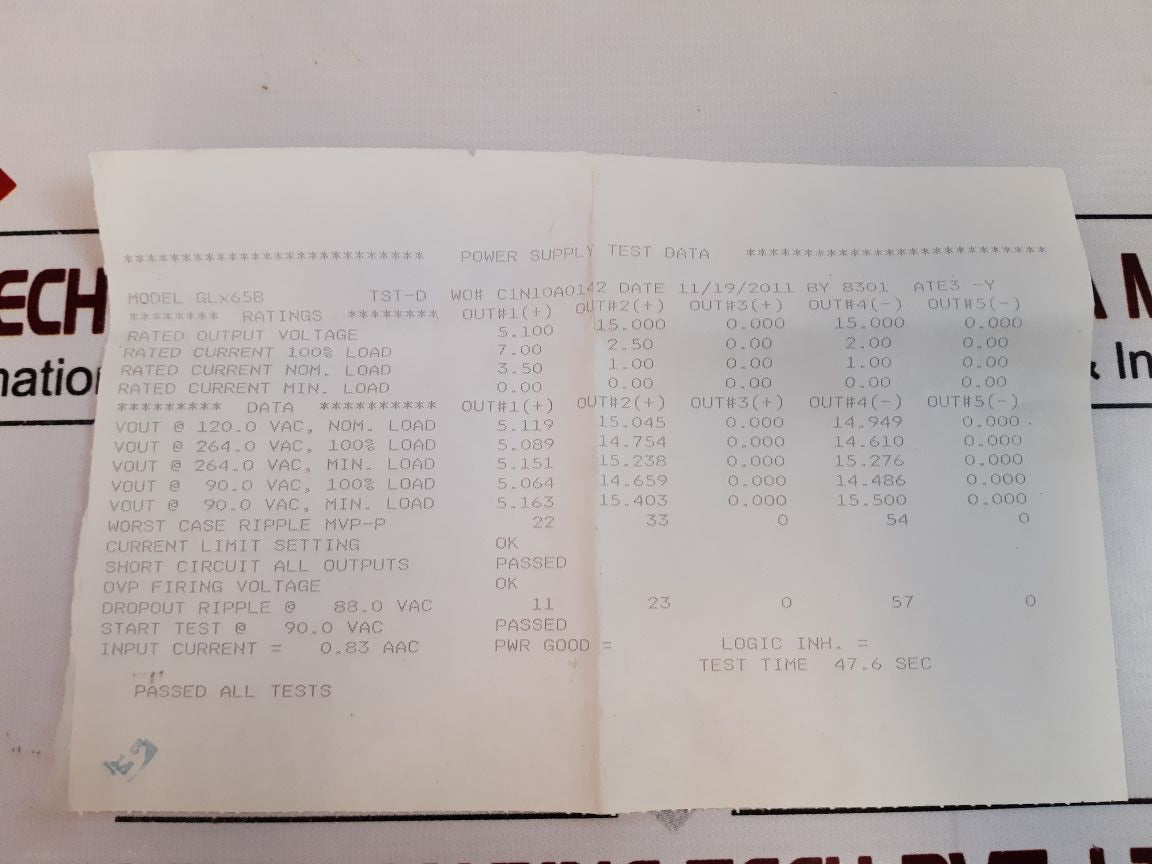 ************************** POWER SUPPLY TEST DATA **************************
MODEL GLX65B TST-D WO# C1N10A0142 DATE 11/19/2011 BY 8301 ATE3 -Y
******** RATINGS ******** OUT#1(+) OUT#2(+) OUT#3(+) OUT#4(-) OUT#5(-)
RATED OUTPUT VOLTAGE 5.100 15.000 0.000 15.000 0.000
RATED CURRENT 100% LOAD 7.00 2.50 0.00 2.00 0.00
RATED CURRENT NOM. LOAD 3.50 1.00 0.00 1.00 0.00
RATED CURRENT MIN. LOAD 0.00 0.00 0.00 0.00 0.00
********* DATA ********** OUT#1(+) OUT#2(+) OUT#3(+) OUT#4(-) OUT#5(-)
VOUT @ 120.0 VAC, NOM. LOAD 5.119 15.045 0.000 14.949 0.000
VOUT @ 264.0 VAC, 100% LOAD 5.089 14.754 0.000 14.610 0.000
VOUT @ 264.0 VAC, MIN. LOAD 5.151 15.238 0.000 15.276 0.000
VOUT @ 90.0 VAC, 100% LOAD 5.064 14.659 0.000 14.486 0.000
VOUT @ 90.0 VAC, MIN. LOAD 5.163 15.403 0.000 15.500 0.000
WORST CASE RIPPLE MVP-P 22 33 0 54 0
CURRENT LIMIT SETTING OK
SHORT CIRCUIT ALL OUTPUTS PASSED
OVP FIRING VOLTAGE OK
DROPOUT RIPPLE @ 88.0 VAC 11 23 0 57 0
START TEST @ 90.0 VAC PASSED
INPUT CURRENT = 0.83 AAC PWR GOOD = LOGIC INH. =
TEST TIME 47.6 SEC
PASSED ALL TESTS
ECH
A M
nation
& In
TECH PVT LT